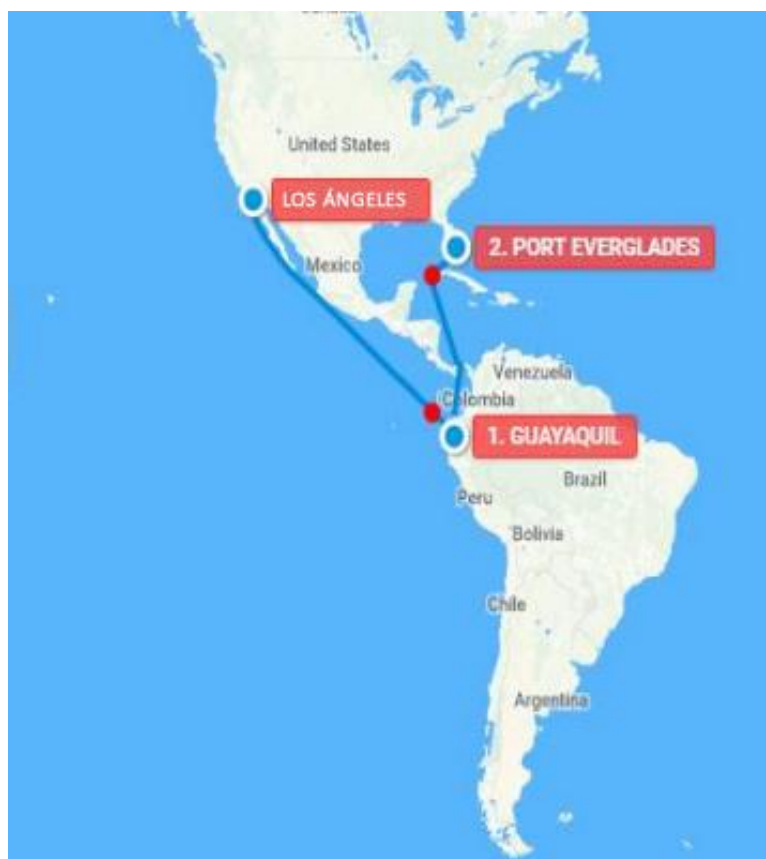 United States
LOS ÁNGELES
2. PORT EVERGLADES
Mexico
Venezuela
Colombia
1. GUAYAQUIL
Brazil
Peru
Bolivia
Chile
Argentina